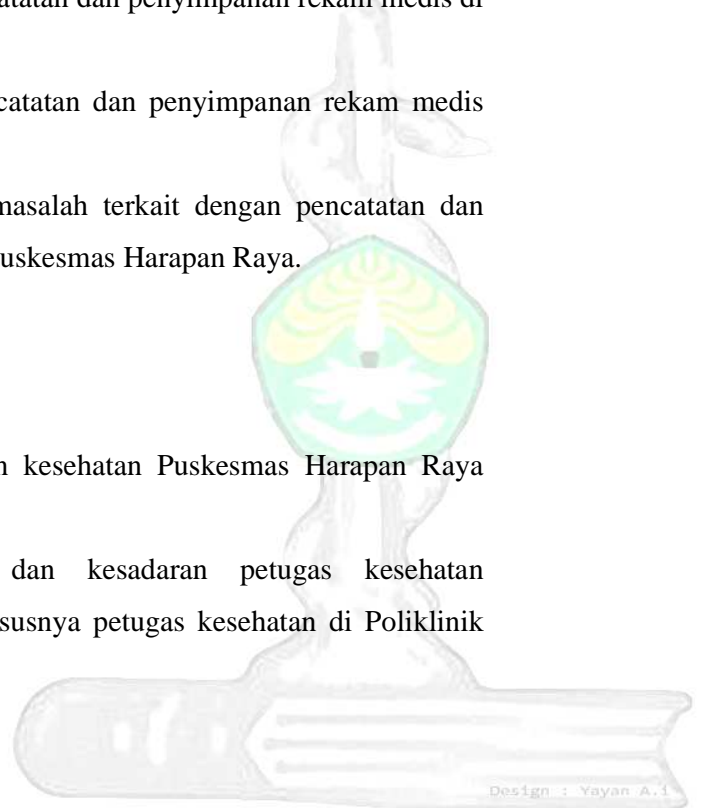 dan penyimpanan rekam medis di
catatan dan penyimpanan rekam medis
masalah terkait dengan pencatatan dan
uskesmas Harapan Raya.
n kesehatan Puskesmas Harapan Raya
dan kesadaran petugas kesehatan
susnya petugas kesehatan di Poliklinik
Design : Yayan A.i